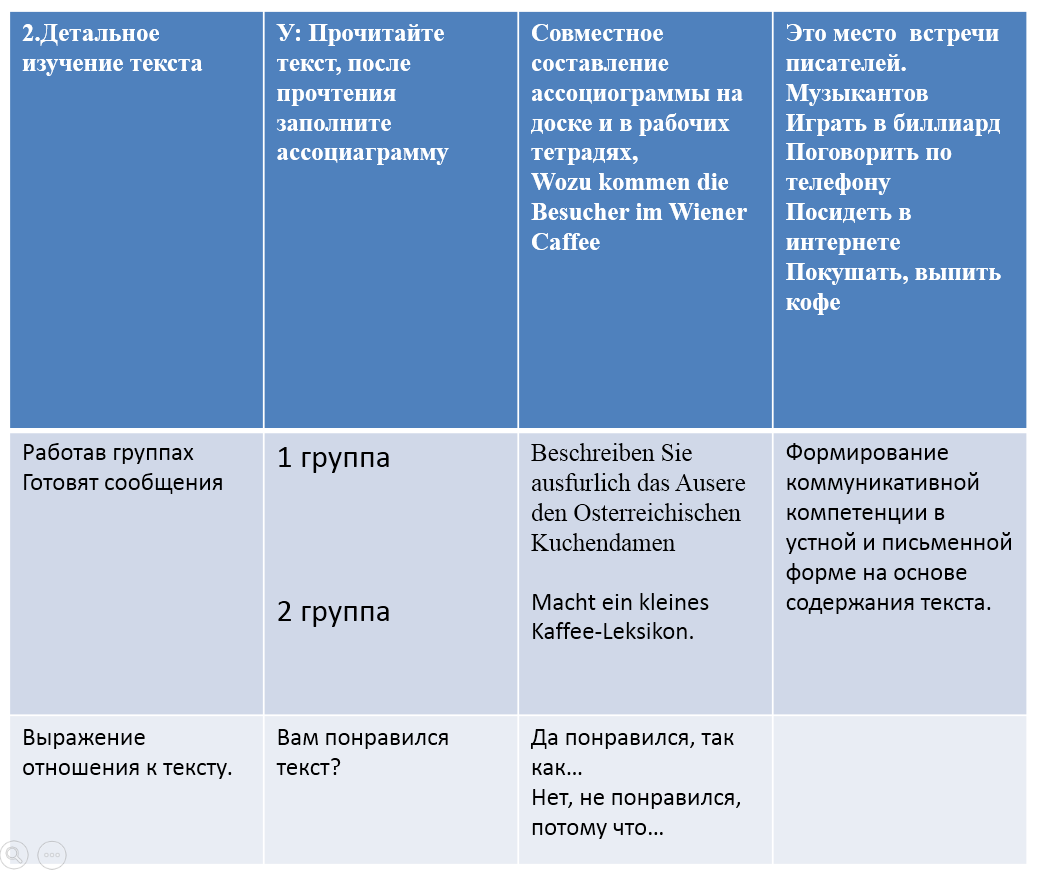 2.Детальное
изучение текста
У: Прочитайте
текст, после
прочтения
заполните
ассоциаграмму
Совместное
составление
ассоциограммы на
доске и в рабочих
тетрадях,
Wozu kommen die
Besucher im Wiener
Caffee
Это место  встречи
писателей.
Музыкантов
Играть в биллиард
Поговорить по
телефону
Посидеть в
интернете
Покушать, выпить
кофе
Работав группах
Готовят сообщения
1 группа
2 группа
Beschreiben Sie
ausfurlich das Ausere
den Osterreichischen
Kuchendamen
Macht ein kleines
Kaffee-Leksikon.
Формирование
коммуникативной
компетенции в
устной и письменной
форме на основе
содержания текста.
Выражение
отношения к тексту.
Вам понравился
текст?
Да понравился, так
как…
Нет, не понравился,
потому что…